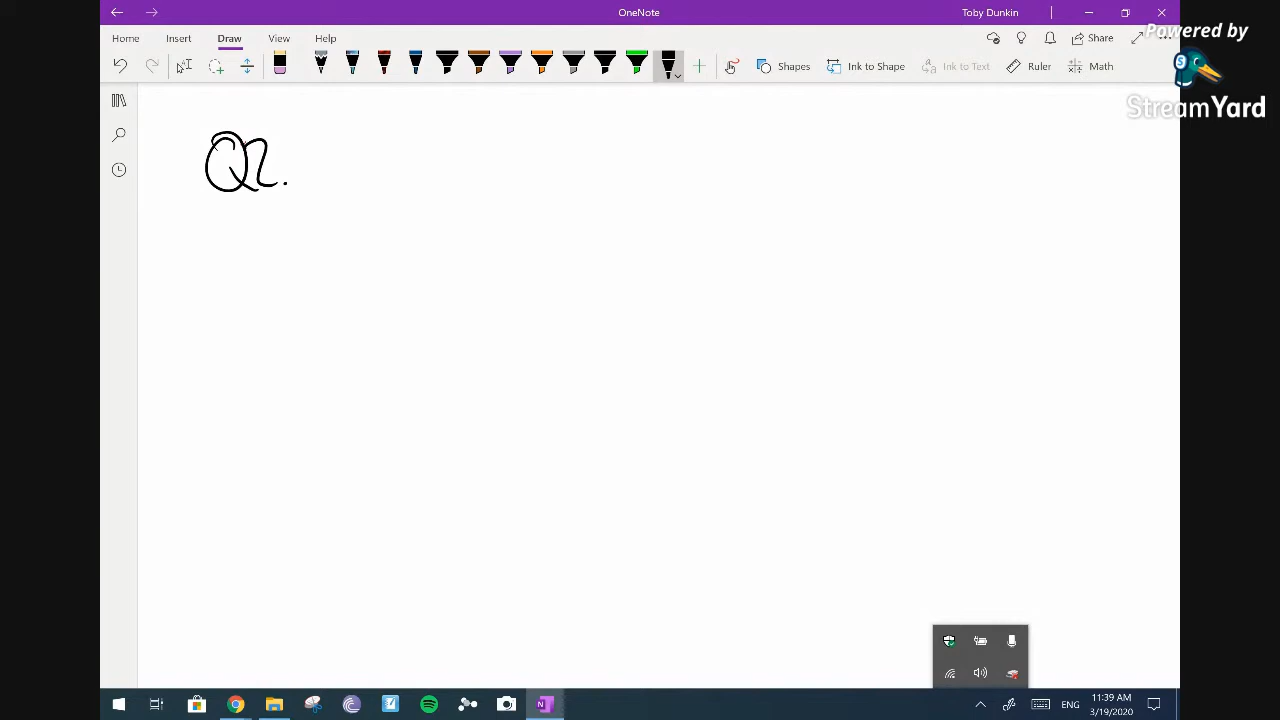 OneNote
Toby Dunkin
Powered by
StreamYard
Home Insert Draw View Help
Share
Shapes Ink to Shape Ink to Text Ruler Math
Q2.
ENG
11:39 AM
3/19/2020